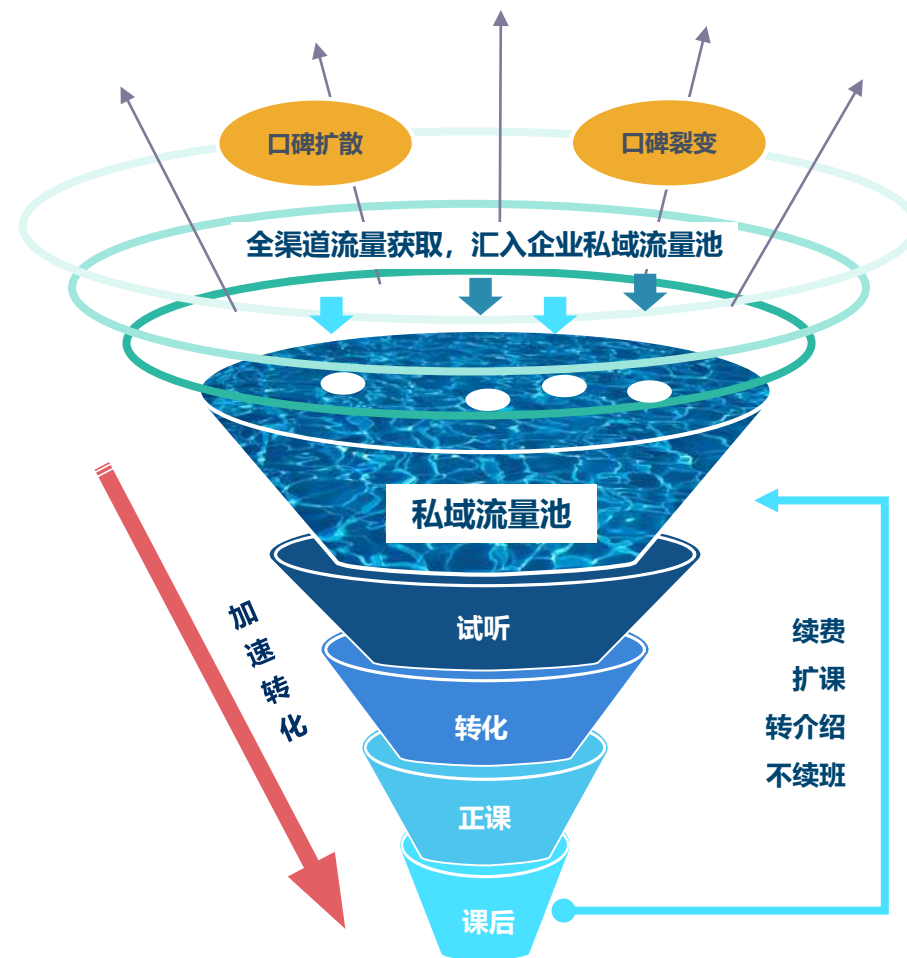 口碑扩散
口碑裂变
全渠道流量获取，汇入企业私域流量池
私域流量池
试听
转化
正课
课后
加速转化
续费
扩课
转介绍
不续班